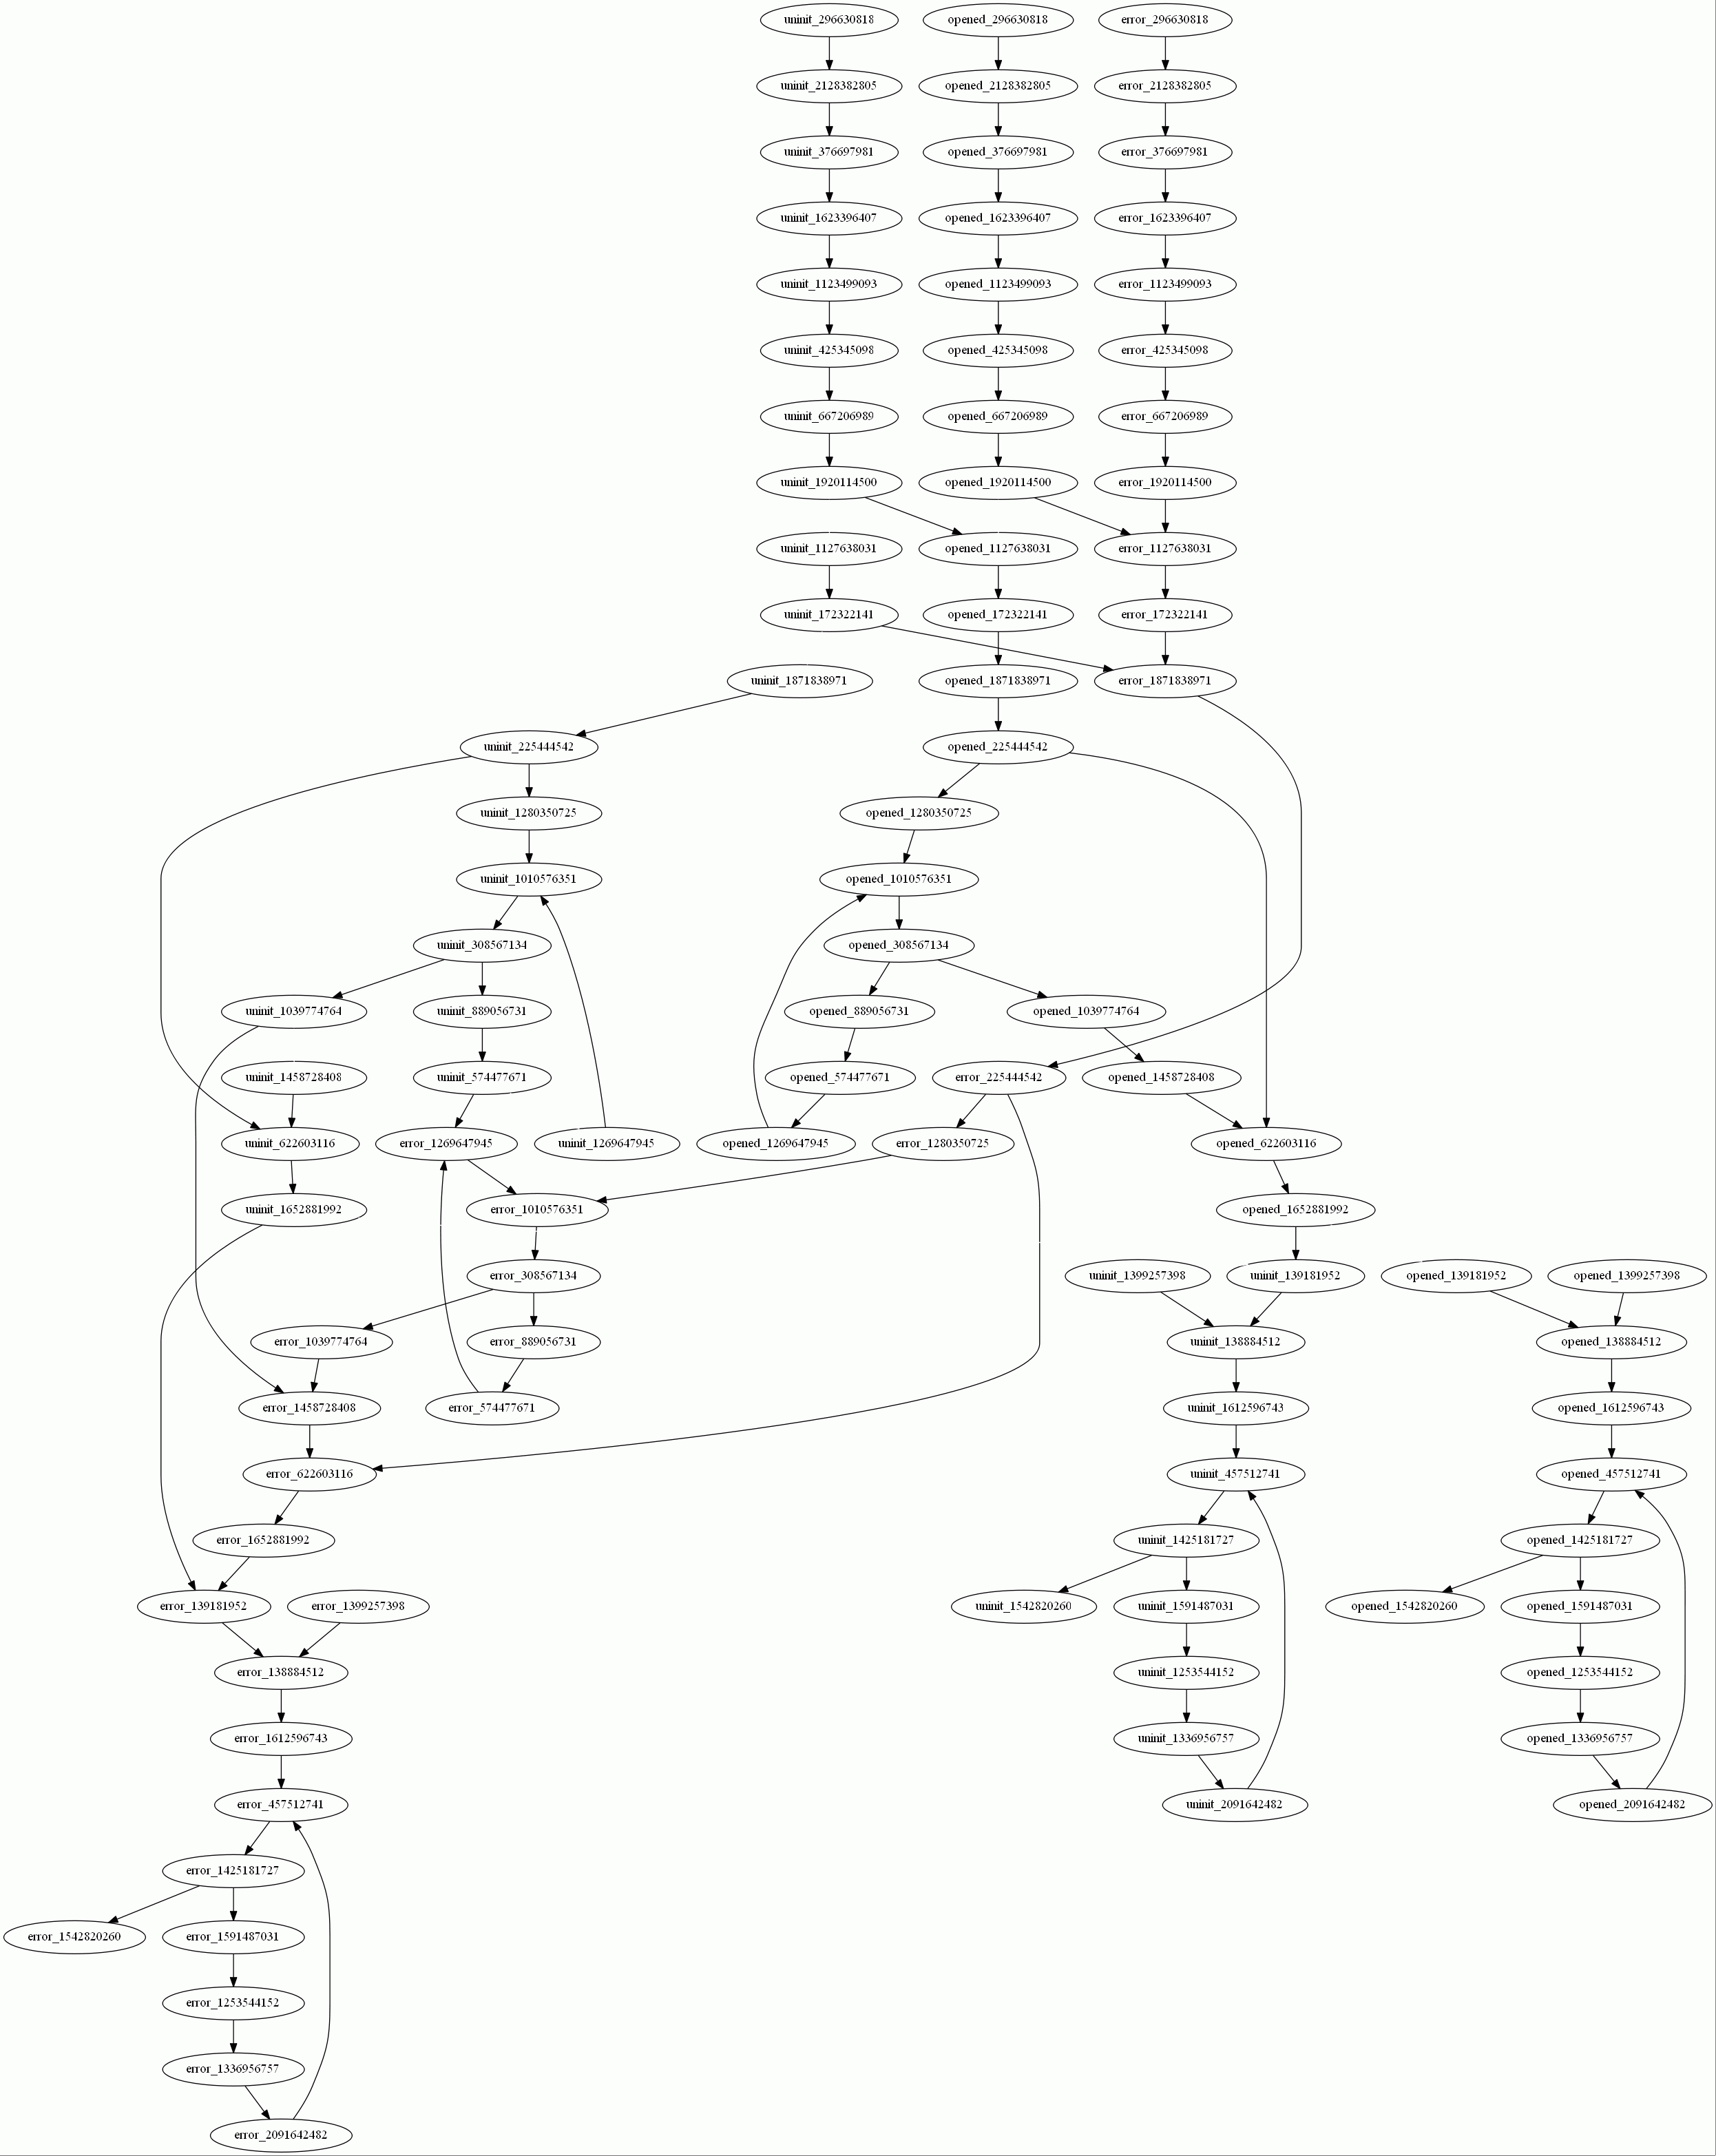 uninit_296630818
opened_296630818
error_296630818
uninit_2128382805
opened_2128382805
error_2128382805
uninit_376697981
opened_376697981
error_376697981
uninit_1623396407
opened_1623396407
error_1623396407
uninit_1123499093
opened_1123499093
error_1123499093
uninit_425345098
opened_425345098
error_425345098
uninit_667206989
opened_667206989
error_667206989
uninit_1920114500
opened_1920114500
error_1920114500
uninit_1127638031
opened_1127638031
error_1127638031
uninit_172322141
opened_172322141
error_172322141
uninit_1871838971
opened_1871838971
error_1871838971
uninit_225444542
opened_225444542
uninit_1280350725
opened_1280350725
uninit_1010576351
opened_1010576351
uninit_308567134
opened_308567134
uninit_1039774764
uninit_889056731
opened_889056731
opened_1039774764
uninit_1458728408
uninit_574477671
opened_574477671
error_225444542
opened_1458728408
uninit_622603116
error_1269647945
uninit_1269647945
opened_1269647945
error_1280350725
opened_622603116
uninit_1652881992
error_1010576351
opened_1652881992
error_308567134
uninit_1399257398
uninit_139181952
opened_139181952
opened_1399257398
error_1039774764
error_889056731
uninit_138884512
opened_138884512
error_1458728408
error_574477671
uninit_1612596743
opened_1612596743
error_622603116
uninit_457512741
opened_457512741
error_1652881992
uninit_1425181727
opened_1425181727
error_139181952
error_1399257398
uninit_1542820260
uninit_1591487031
opened_1542820260
opened_1591487031
error_138884512
uninit_1253544152
opened_1253544152
error_1612596743
uninit_1336956757
opened_1336956757
error_457512741
uninit_2091642482
opened_2091642482
error_1425181727
error_1542820260
error_1591487031
error_1253544152
error_1336956757
error_2091642482